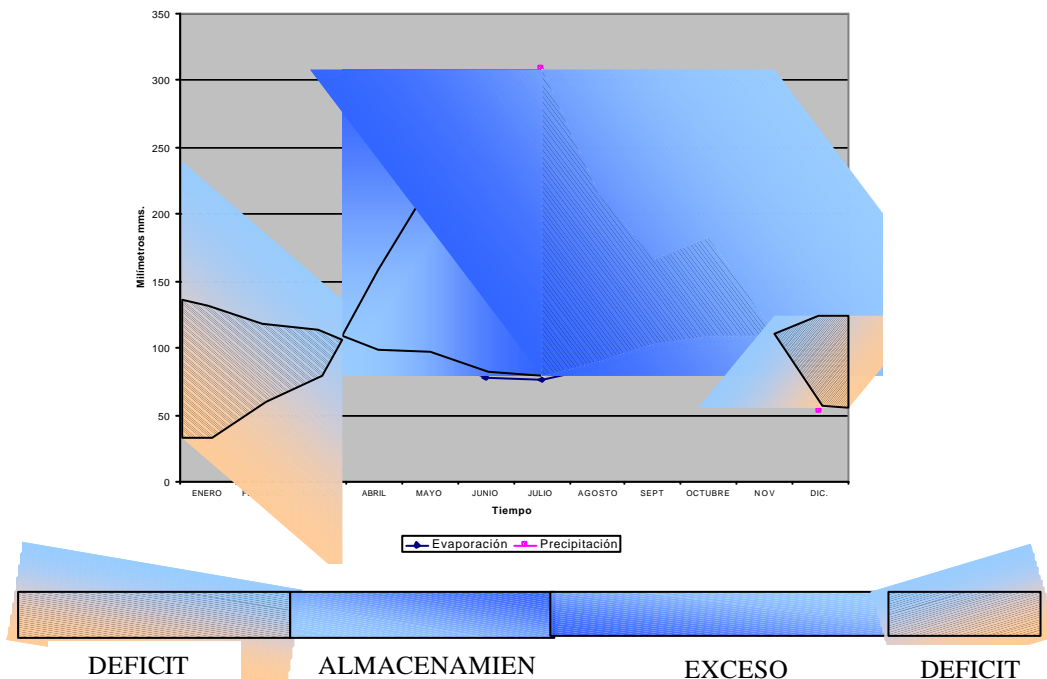 350
300
250
200
150
100
50
0
Milímetros mms.
ENERO ABRIL MAYO JUNIO JULIO AGOSTO SEPT OCTUBRE NOV DIC.
Tiempo
Evaporación Precipitación
DEFICIT ALMACENAMIEN EXCESO DEFICIT